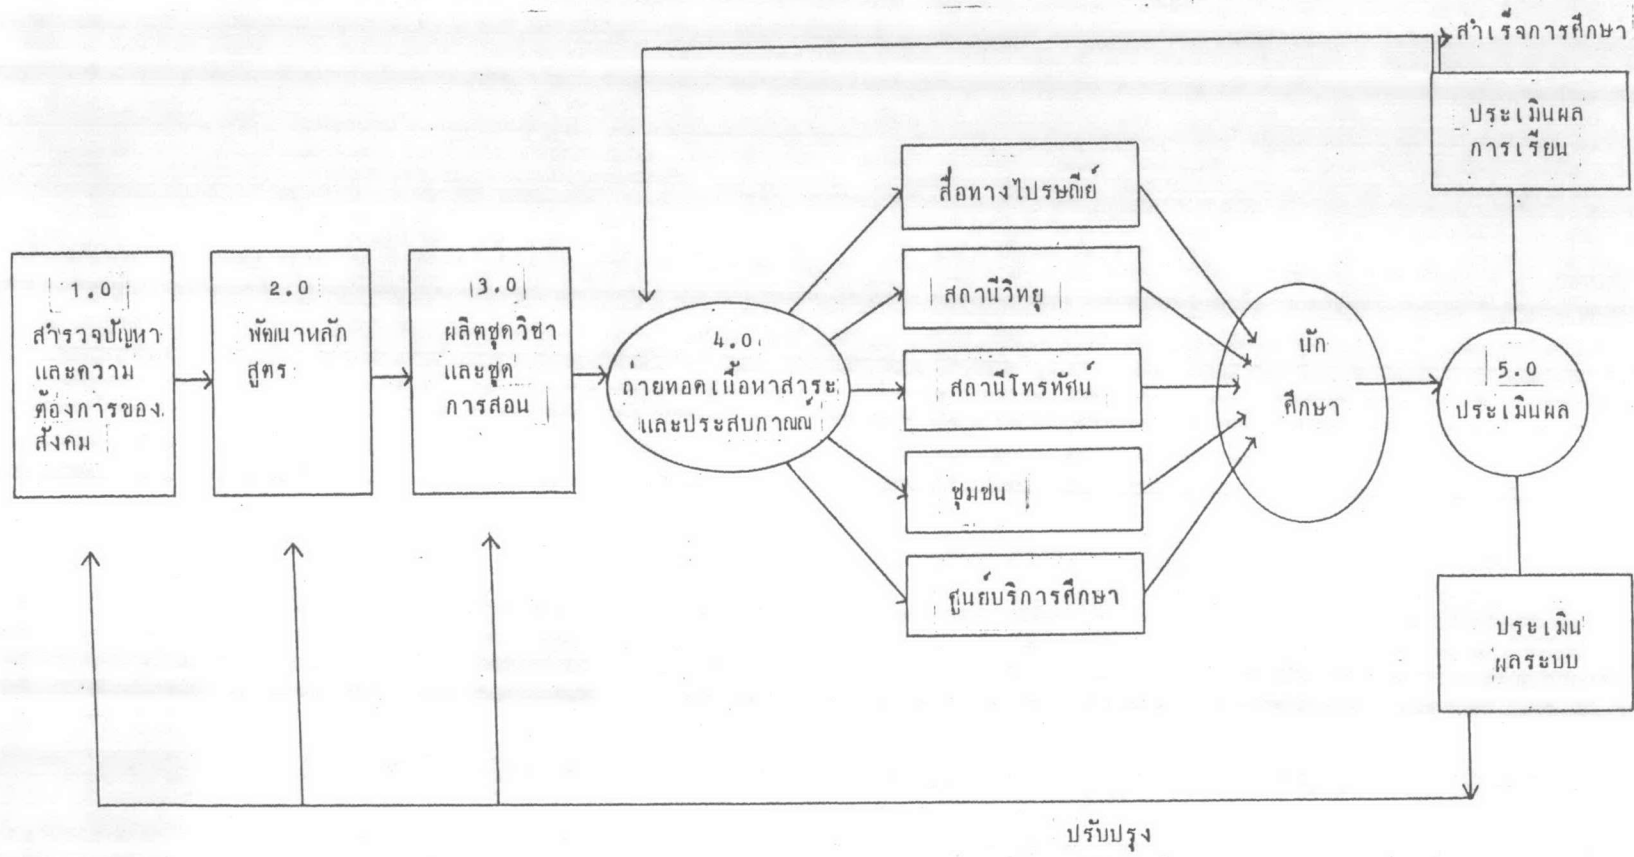 สำเร็จการศึกษา
ประเมินผล
การเรียน
สื่อทางไปรษณีย์
1.0
สำรวจปัญหา
และความ
ต้องการของ
สังคม
2.0
พัฒนาหลัก
สูตร
3.0
ผลิตชุดวิชา
และชุด
การสอน
4.0
ถ่ายทอดเนื้อหาสาระ
และประสบกาณณ์
สถานีวิทยุ
สถานีโทรทัศน์
ชุมชน
ศูนย์บริการศึกษา
นัก
ศึกษา
5.0
ประเมินผล
ประเมิน
ผลระบบ
ปรับปรุง